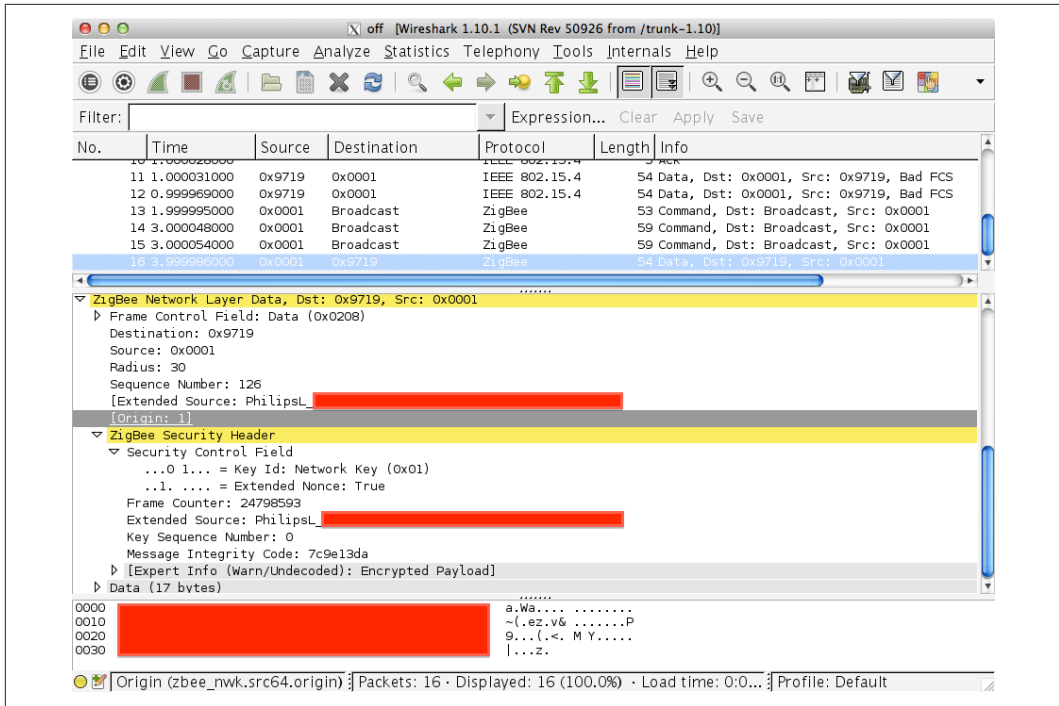 off [Wireshark 1.10.1 (SVN Rev 50926 from /trunk-1.10)]
File Edit View Go Capture Analyze Statistics Telephony Tools Internals Help
Filter: Expression... Clear Apply Save
No. Time Source Destination Protocol Length Info
10 1.000028000 IEEE 802.15.4 5 Ack
11 1.000031000 0x9719 0x0001 IEEE 802.15.4 54 Data, Dst: 0x0001, Src: 0x9719, Bad FCS
12 0.999969000 0x9719 0x0001 IEEE 802.15.4 54 Data, Dst: 0x0001, Src: 0x9719, Bad FCS
13 1.999995000 0x0001 Broadcast ZigBee 53 Command, Dst: Broadcast, Src: 0x0001
14 3.000048000 0x0001 Broadcast ZigBee 59 Command, Dst: Broadcast, Src: 0x0001
15 3.000054000 0x0001 Broadcast ZigBee 59 Command, Dst: Broadcast, Src: 0x0001
16 3.999986000 0x0001 0x9719 ZigBee 54 Data, Dst: 0x9719, Src: 0x0001
ZigBee Network Layer Data, Dst: 0x9719, Src: 0x0001
Frame Control Field: Data (0x0208)
Destination: 0x9719
Source: 0x0001
Radius: 30
Sequence Number: 126
[Extended Source: PhilipsL_
[Origin: 1]
ZigBee Security Header
Security Control Field
...0 1... = Key Id: Network Key (0x01)
..1. .... = Extended Nonce: True
Frame Counter: 24798593
Extended Source: PhilipsL_
Key Sequence Number: 0
Message Integrity Code: 7c9e13da
[Expert Info (Warn/Undecoded): Encrypted Payload]
Data (17 bytes)
0000 a.Wa.... ........
0010 ~(.ez.v& .......P
0020 9...(.<. M Y.....
0030 |...z.
Origin (zbee_nwk.src64.origin) Packets: 16 · Displayed: 16 (100.0%) · Load time: 0:0... Profile: Default